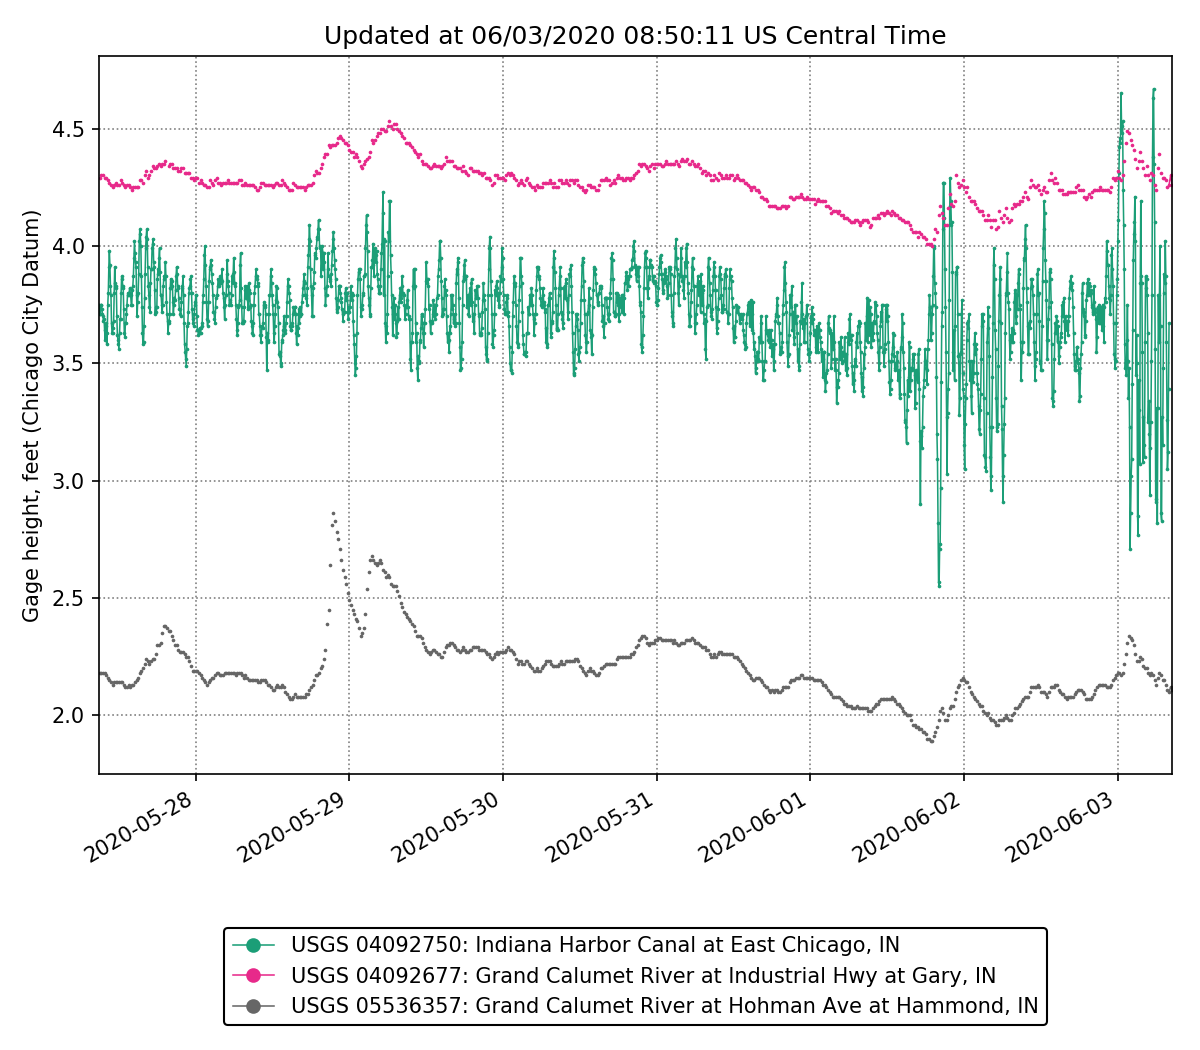 Updated at 06/03/2020 08:50:11 US Central Time
Gage height, feet (Chicago City Datum)
4.5
4.0
3.5
3.0
2.5
2.0
2020-05-28
2020-05-29
2020-05-30
2020-05-31
2020-06-01
2020-06-02
2020-06-03
USGS 04092750: Indiana Harbor Canal at East Chicago, IN
USGS 04092677: Grand Calumet River at Industrial Hwy at Gary, IN
USGS 05536357: Grand Calumet River at Hohman Ave at Hammond, IN